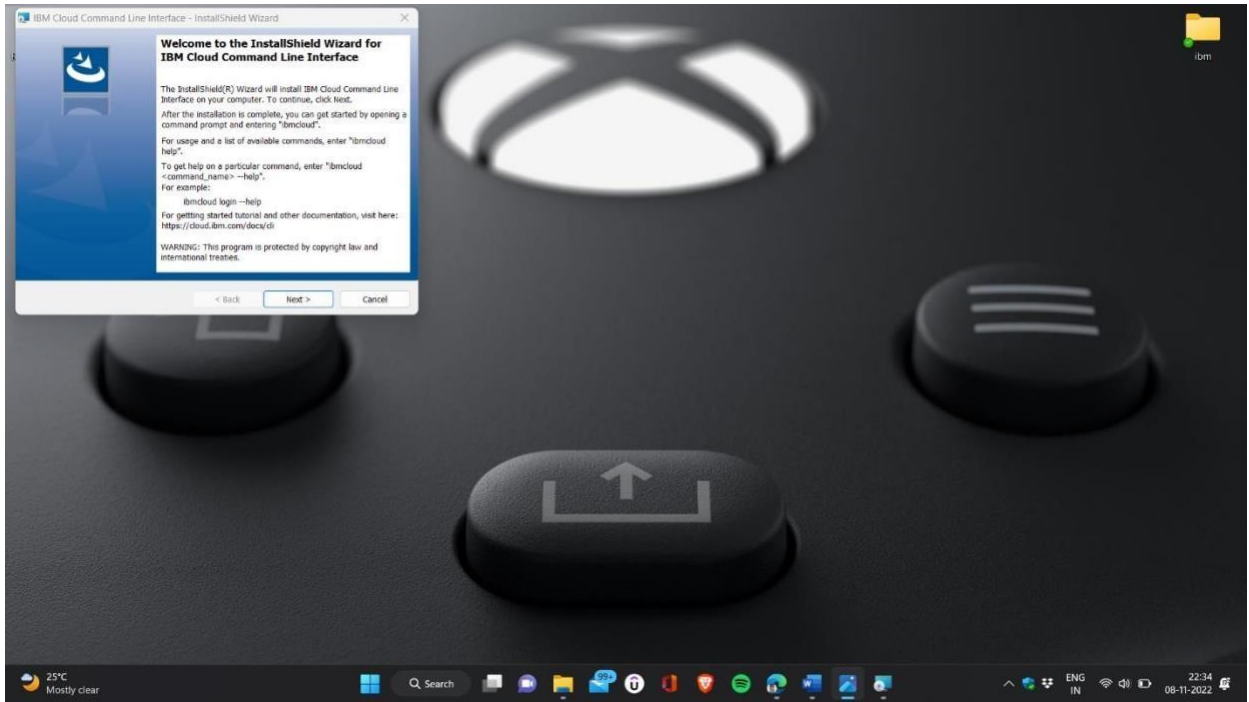 IBM Cloud Command Line Interface - InstallShield Wizard
Welcome to the InstallShield Wizard for
IBM Cloud Command Line Interface
The InstallShield(R) Wizard will install IBM Cloud Command Line
Interface on your computer. To continue, click Next.
After the installation is complete, you can get started by opening a
command prompt and entering "ibmcloud".
For usage and a list of available commands, enter "ibmcloud
help".
To get help on a particular command, enter "ibmcloud
<command_name> --help".
For example:
ibmcloud login --help
For gettting started tutorial and other documentation, visit here:
https://cloud.ibm.com/docs/cli
WARNING: This program is protected by copyright law and
international treaties.
< Back
Next >
Cancel
ibm
25°C
Mostly clear
Search
99+
ENG
IN
22:34
08-11-2022